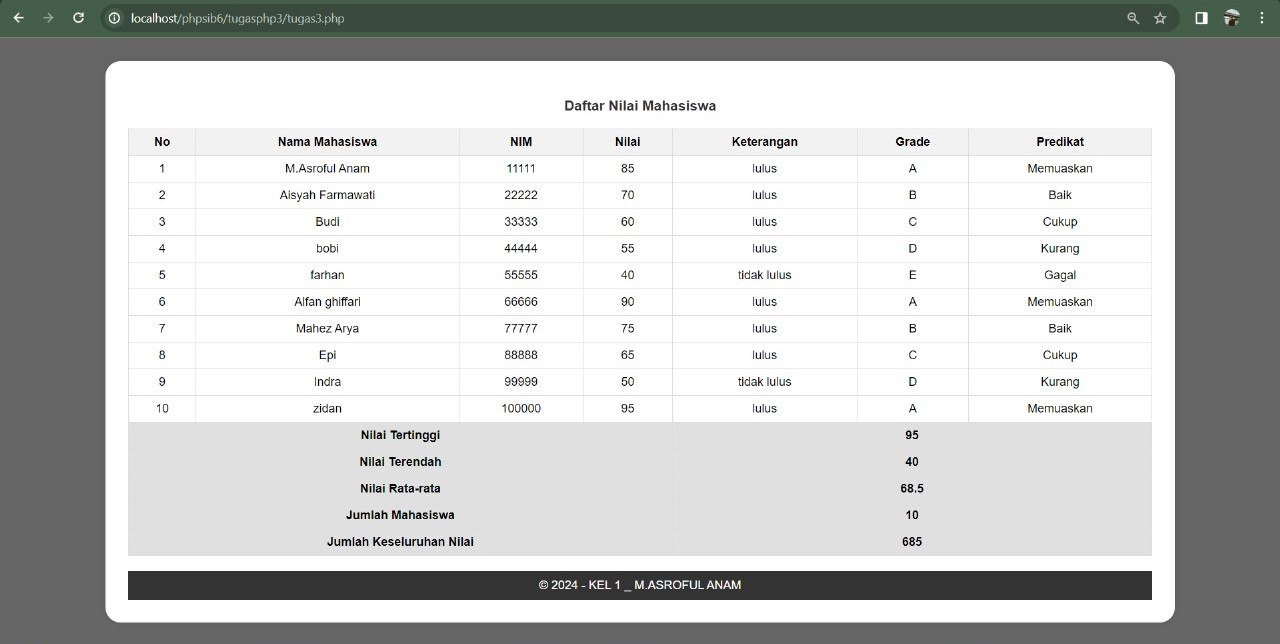 localhost/phpsib6/tugasphp3/tugas3.php
Daftar Nilai Mahasiswa
No Nama Mahasiswa NIM Nilai Keterangan Grade Predikat
1 M.Asroful Anam 11111 85 lulus A Memuaskan
2 Aisyah Farmawati 22222 70 lulus B Baik
3 Budi 33333 60 lulus C Cukup
4 bobi 44444 55 lulus D Kurang
5 farhan 55555 40 tidak lulus E Gagal
6 Alfan ghiffari 66666 90 lulus A Memuaskan
7 Mahez Arya 77777 75 lulus B Baik
8 Epi 88888 65 lulus C Cukup
9 Indra 99999 50 tidak lulus D Kurang
10 zidan 100000 95 lulus A Memuaskan
Nilai Tertinggi 95
Nilai Terendah 40
Nilai Rata-rata 68.5
Jumlah Mahasiswa 10
Jumlah Keseluruhan Nilai 685
© 2024 - KEL 1 _ M.ASROFUL ANAM